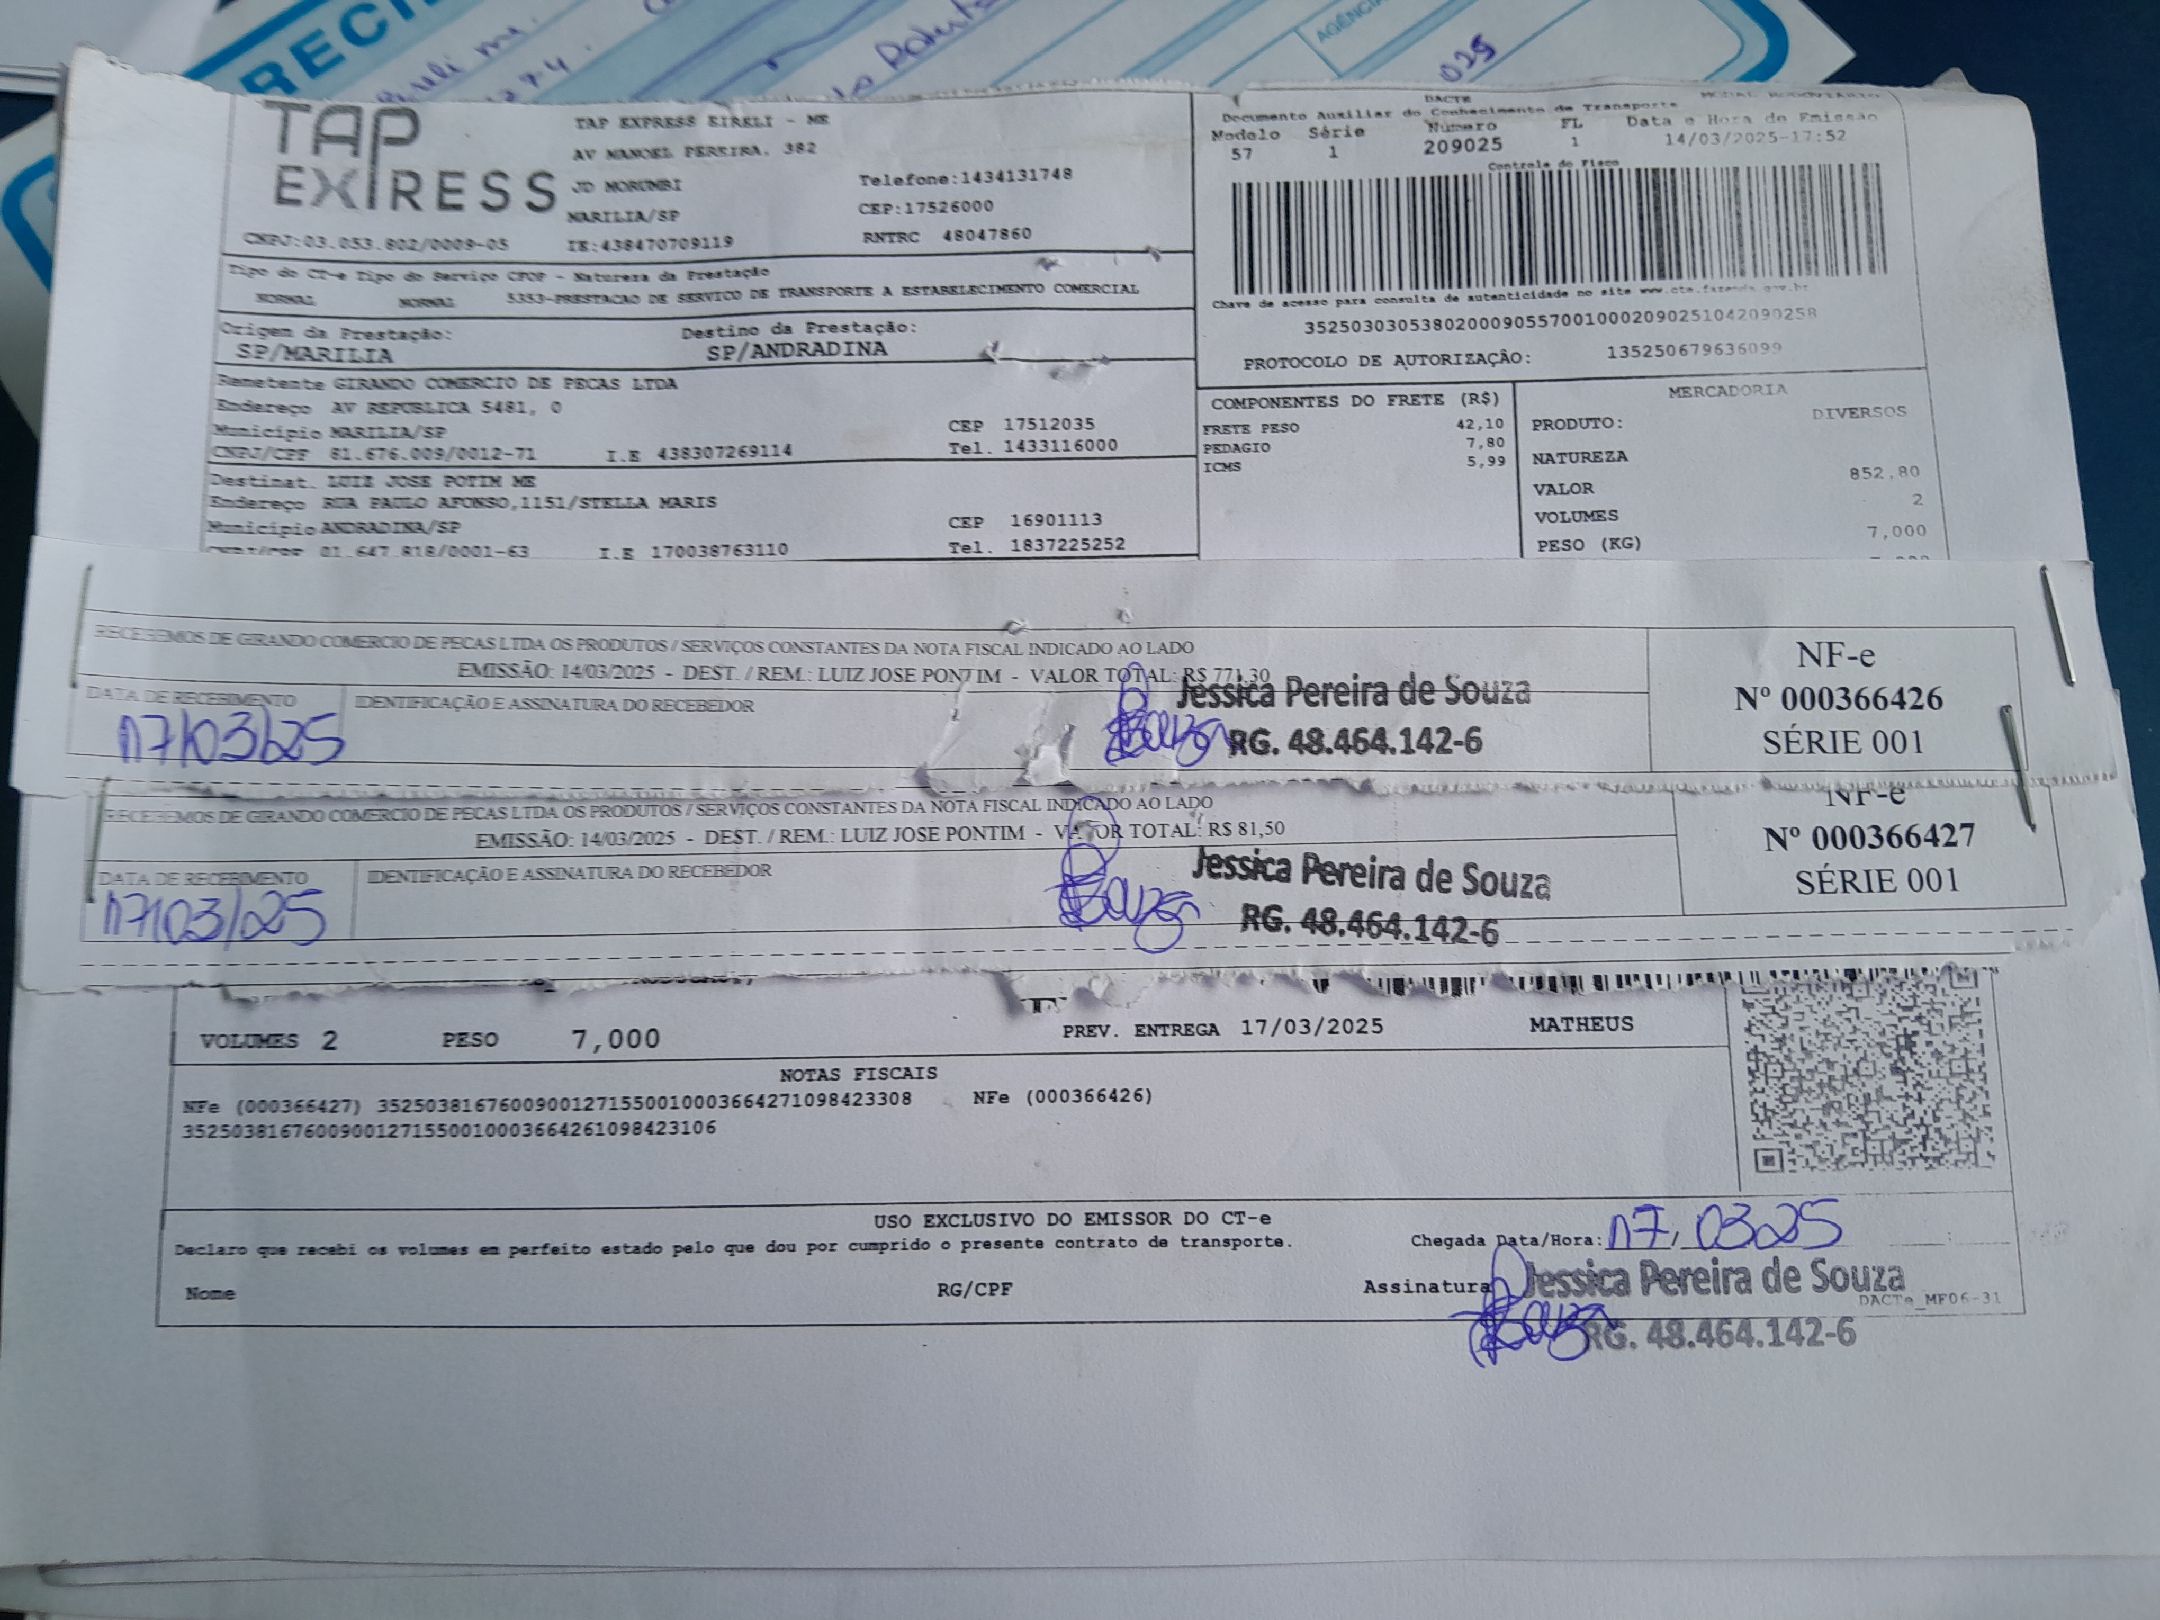 RECI
025
AGÊNCIA
TAP EXPRESS
TAP EXPRESS EIRELI - ME
AV MANOEL PEREIRA, 382
JD MORUMBI Telefone:1434131748
MARILIA/SP CEP:17526000
CNPJ:03.053.802/0009-05 IE:438470709119 RNTRC 48047860
DACTE MODAL RODOVIÁRIO
Documento Auxiliar do Conhecimento de Transporte
Modelo Série Número FL Data e Hora de Emissão
57 1 209025 1 14/03/2025-17:52
Controle do Fisco
Chave de acesso para consulta de autenticidade no site www.cte.fazenda.gov.br
35250303053802000905570010002090251042090258
PROTOCOLO DE AUTORIZAÇÃO: 135250679636099
Tipo do CT-e Tipo do Serviço CFOP - Natureza da Prestação
NORMAL NORMAL 5353-PRESTACAO DE SERVICO DE TRANSPORTE A ESTABELECIMENTO COMERCIAL
Origem da Prestação: Destino da Prestação:
SP/MARILIA SP/ANDRADINA
Remetente GIRANDO COMERCIO DE PECAS LTDA
Endereço AV REPUBLICA 5481, 0
Município MARILIA/SP CEP 17512035
CNPJ/CPF 81.676.009/0012-71 I.E 438307269114 Tel. 1433116000
Destinat. LUIZ JOSE POTIM ME
Endereço RUA PAULO AFONSO,1151/STELLA MARIS
Município ANDRADINA/SP CEP 16901113
CNPJ/CPF 01.647.818/0001-63 I.E 170038763110 Tel. 1837225252
COMPONENTES DO FRETE (R$)
FRETE PESO 42,10
PEDAGIO 7,80
ICMS 5,99
MERCADORIA
PRODUTO: DIVERSOS
NATUREZA
VALOR 852,80
VOLUMES 2
PESO (KG) 7,000
RECEBEMOS DE GIRANDO COMERCIO DE PECAS LTDA OS PRODUTOS / SERVIÇOS CONSTANTES DA NOTA FISCAL INDICADO AO LADO
EMISSÃO: 14/03/2025 - DEST. / REM.: LUIZ JOSE PONTIM - VALOR TOTAL: R$ 771,30
DATA DE RECEBIMENTO IDENTIFICAÇÃO E ASSINATURA DO RECEBEDOR
17/03/25
Souza
Jessica Pereira de Souza
RG. 48.464.142-6
NF-e
Nº 000366426
SÉRIE 001
RECEBEMOS DE GIRANDO COMERCIO DE PECAS LTDA OS PRODUTOS / SERVIÇOS CONSTANTES DA NOTA FISCAL INDICADO AO LADO
EMISSÃO: 14/03/2025 - DEST. / REM.: LUIZ JOSE PONTIM - VALOR TOTAL: R$ 81,50
DATA DE RECEBIMENTO IDENTIFICAÇÃO E ASSINATURA DO RECEBEDOR
17/03/25
Souza
Jessica Pereira de Souza
RG. 48.464.142-6
NF-e
Nº 000366427
SÉRIE 001
VOLUMES 2 PESO 7,000 PREV. ENTREGA 17/03/2025 MATHEUS
NOTAS FISCAIS
NFe (000366427) 35250381676009001271550010003664271098423308 NFe (000366426)
35250381676009001271550010003664261098423106
USO EXCLUSIVO DO EMISSOR DO CT-e
Declaro que recebi os volumes em perfeito estado pelo que dou por cumprido o presente contrato de transporte. Chegada Data/Hora: 17/0325
Nome RG/CPF Assinatura
Souza
Jessica Pereira de Souza
DACTe_MF06-31
RG. 48.464.142-6